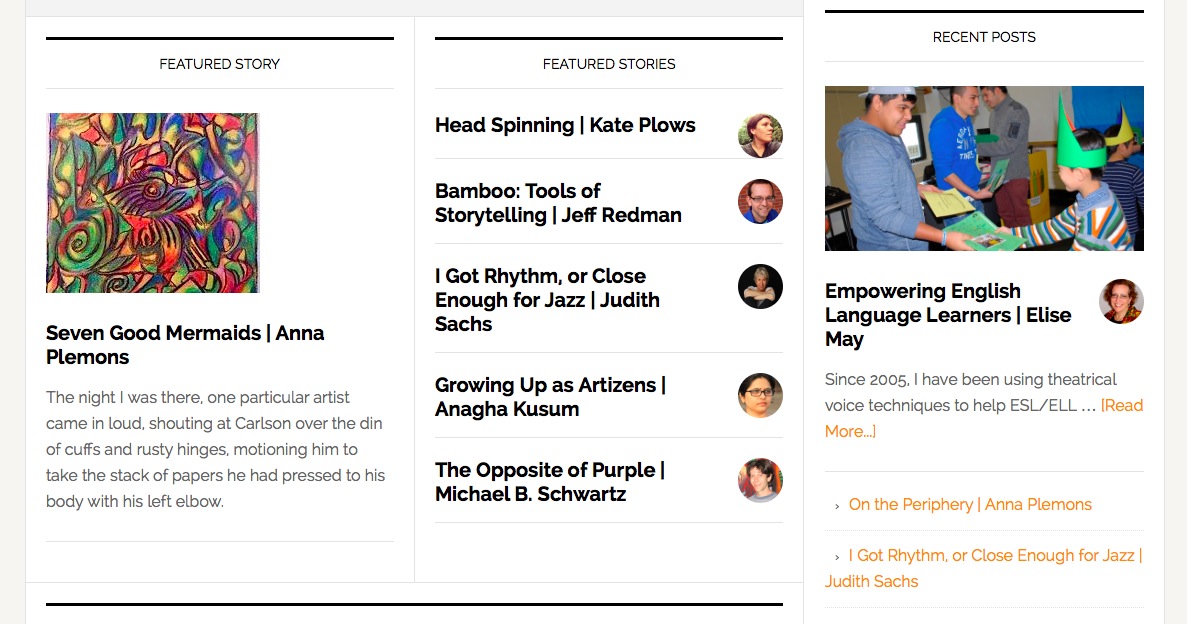 FEATURED STORY
Seven Good Mermaids | Anna
Plemons
The night I was there, one particular artist
came in loud, shouting at Carlson over the din
of cuffs and rusty hinges, motioning him to
take the stack of papers he had pressed to his
body with his left elbow.
FEATURED STORIES
Head Spinning | Kate Plows
Bamboo: Tools of
Storytelling | Jeff Redman
I Got Rhythm, or Close
Enough for Jazz | Judith
Sachs
Growing Up as Artizens |
Anagha Kusum
The Opposite of Purple |
Michael B. Schwartz
RECENT POSTS
Empowering English
Language Learners | Elise
May
Since 2005, I have been using theatrical
voice techniques to help ESL/ELL … [Read
More...]
› On the Periphery | Anna Plemons
› I Got Rhythm, or Close Enough for Jazz |
Judith Sachs